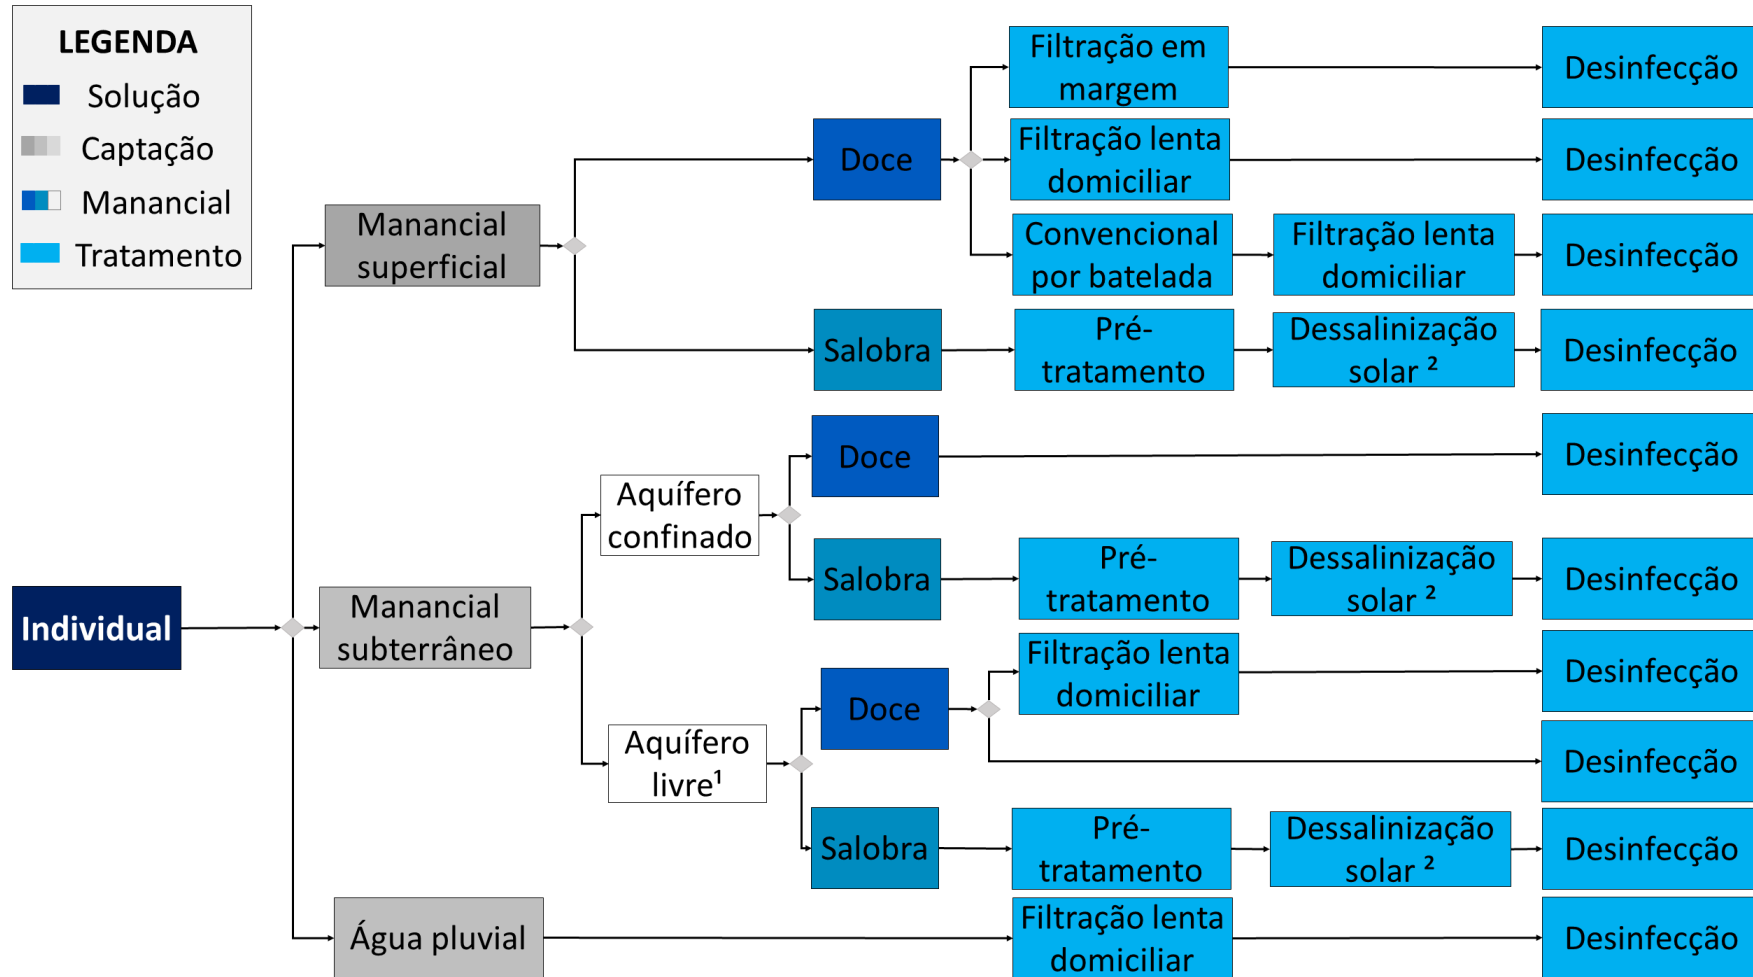 LEGENDA
Solução
Captação
Manancial
Tratamento
Individual
Manancial
superficial
Doce
Filtração em
margem
Desinfecção
Filtração lenta
domiciliar
Desinfecção
Convencional
por batelada
Filtração lenta
domiciliar
Desinfecção
Salobra
Pré-
tratamento
Dessalinização
solar ²
Desinfecção
Manancial
subterrâneo
Aquífero
confinado
Doce
Desinfecção
Salobra
Pré-
tratamento
Dessalinização
solar ²
Desinfecção
Aquífero
livre¹
Doce
Filtração lenta
domiciliar
Desinfecção
Desinfecção
Salobra
Pré-
tratamento
Dessalinização
solar ²
Desinfecção
Água pluvial
Filtração lenta
domiciliar
Desinfecção